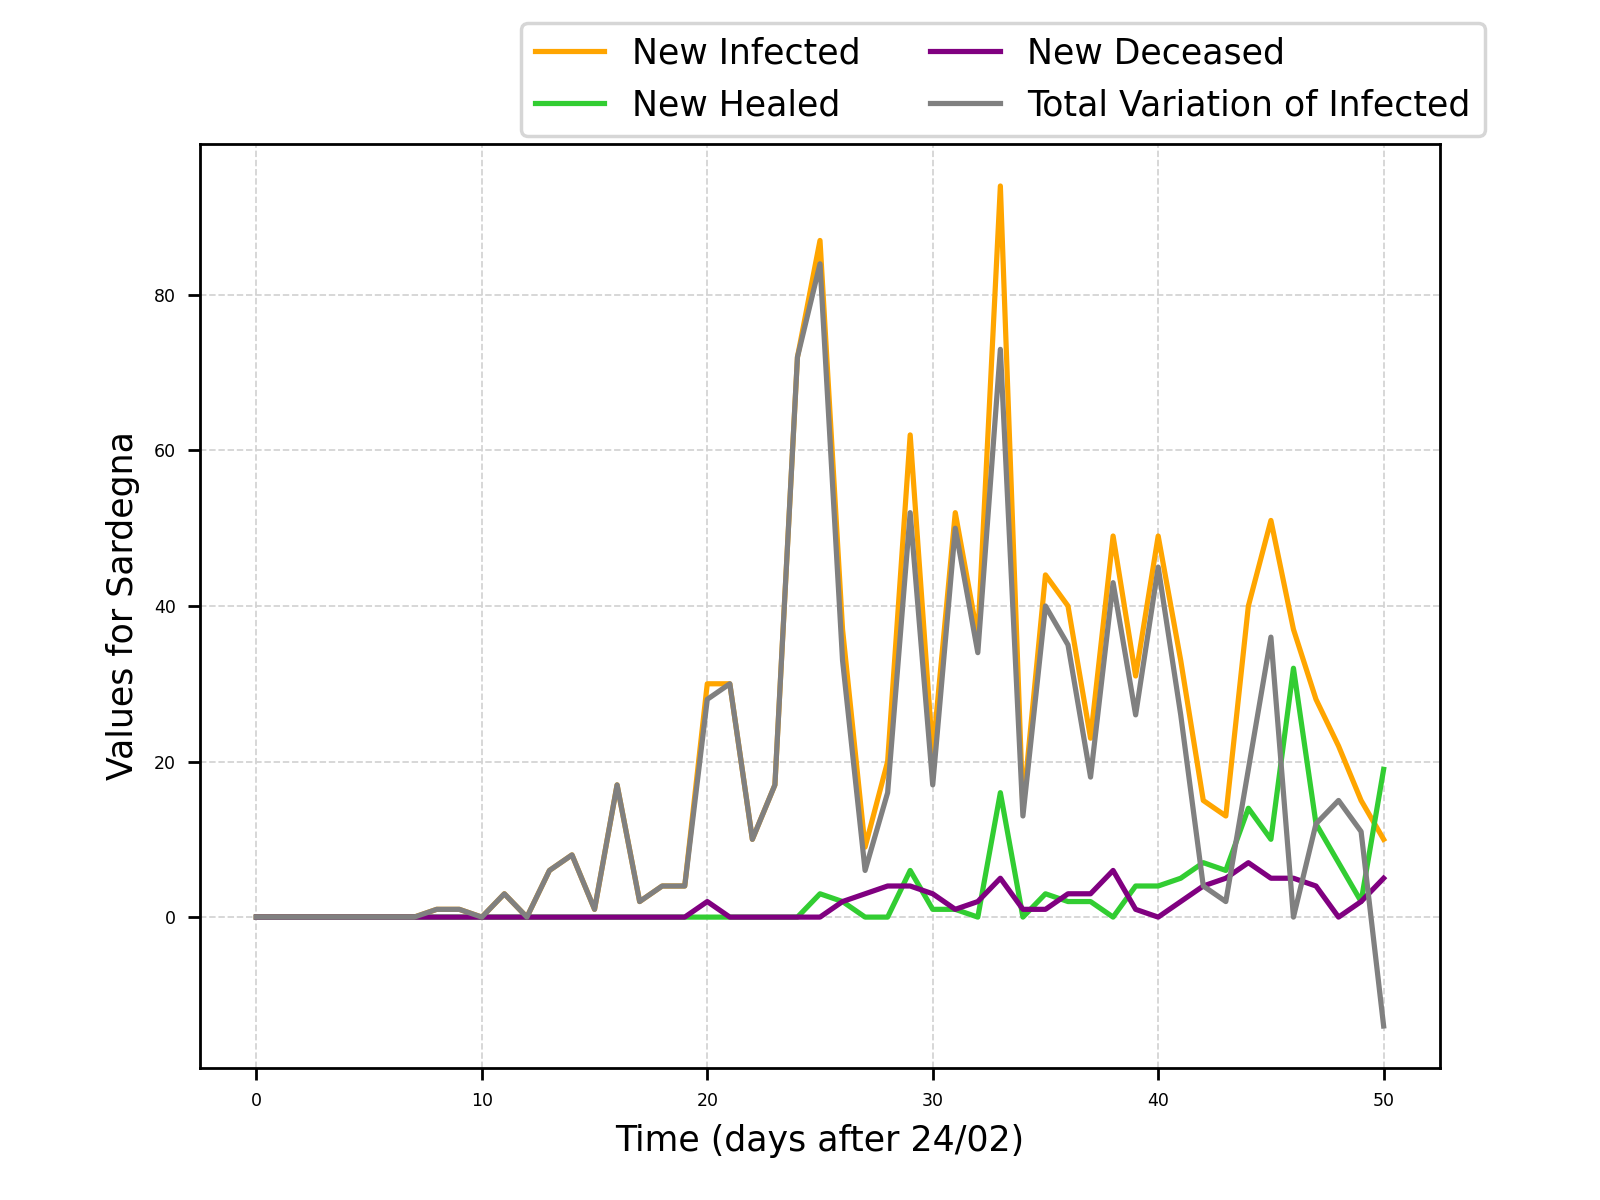 New Infected
New Healed
New Deceased
Total Variation of Infected
Values for Sardegna
80
60
40
20
0
0 10 20 30 40 50
Time (days after 24/02)